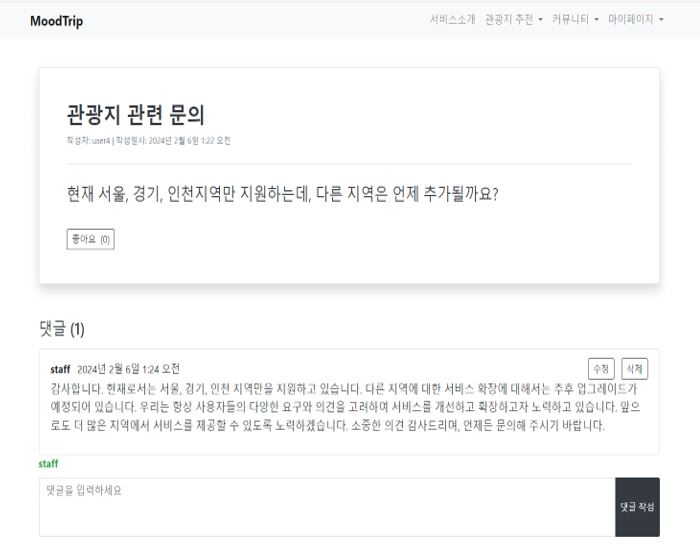 MoodTrip 서비스소개 관광지 추천 커뮤니티 마이페이지
관광지 관련 문의
작성자: user4 | 작성일시: 2024년 2월 6일 1:22 오전
현재 서울, 경기, 인천지역만 지원하는데, 다른 지역은 언제 추가될까요?
좋아요 (0)
댓글 (1)
staff 2024년 2월 6일 1:24 오전 수정 삭제
감사합니다. 현재로서는 서울, 경기, 인천 지역만을 지원하고 있습니다. 다른 지역에 대한 서비스 확장에 대해서는 추후 업그레이드가
예정되어 있습니다. 우리는 항상 사용자들의 다양한 요구와 의견을 고려하여 서비스를 개선하고 확장하고자 노력하고 있습니다. 앞으
로도 더 많은 지역에서 서비스를 제공할 수 있도록 노력하겠습니다. 소중한 의견 감사드리며, 언제든 문의해 주시기 바랍니다.
staff
댓글을 입력하세요
댓글 작성